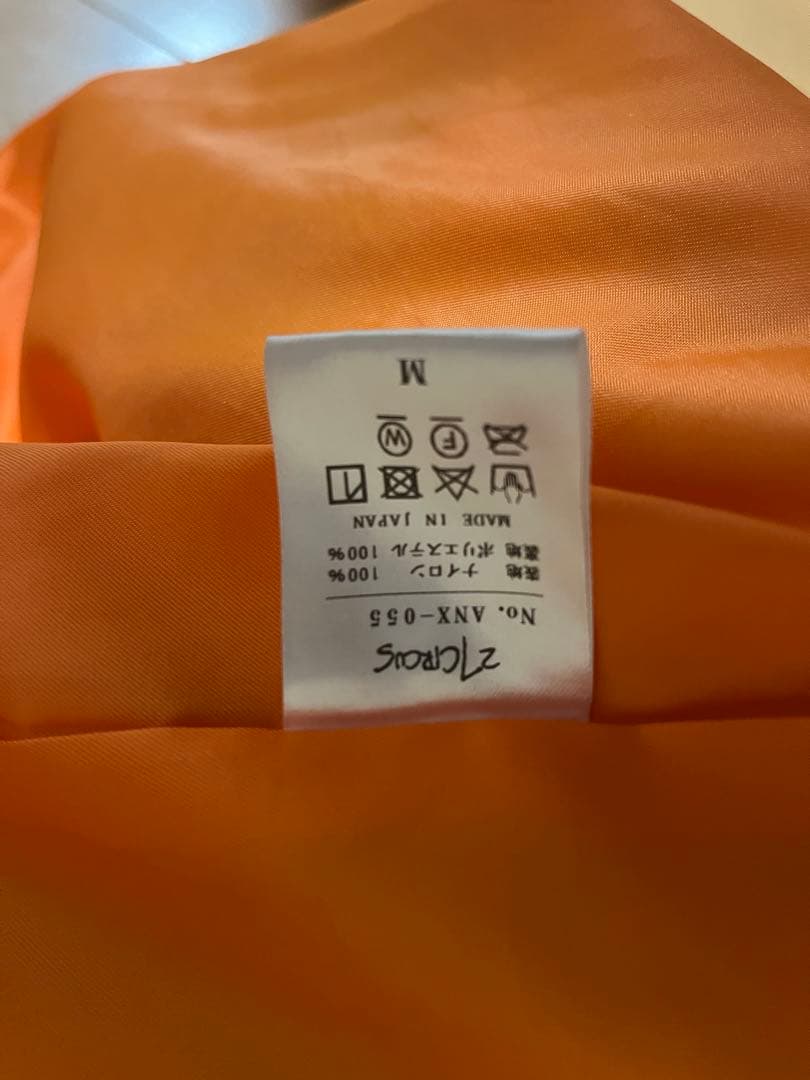 27CIRCUS
No. ANX-055
表地 ナイロン 100%
裏地 ポリエステル 100%
MADE IN JAPAN
F W
M